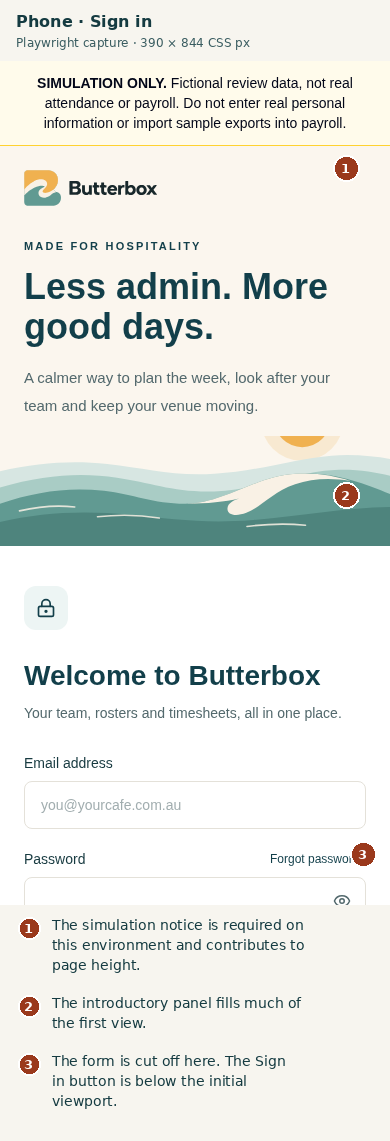 Phone · Sign in
Playwright capture · 390 × 844 CSS px
SIMULATION ONLY. Fictional review data, not real
attendance or payroll. Do not enter real personal
information or import sample exports into payroll.
1
Butterbox
MADE FOR HOSPITALITY
Less admin. More
good days.
A calmer way to plan the week, look after your
team and keep your venue moving.
2
Welcome to Butterbox
Your team, rosters and timesheets, all in one place.
Email address
you@yourcafe.com.au
Password
Forgot passwor
3
1 The simulation notice is required on
this environment and contributes to
page height.
2 The introductory panel fills much of
the first view.
3 The form is cut off here. The Sign
in button is below the initial
viewport.